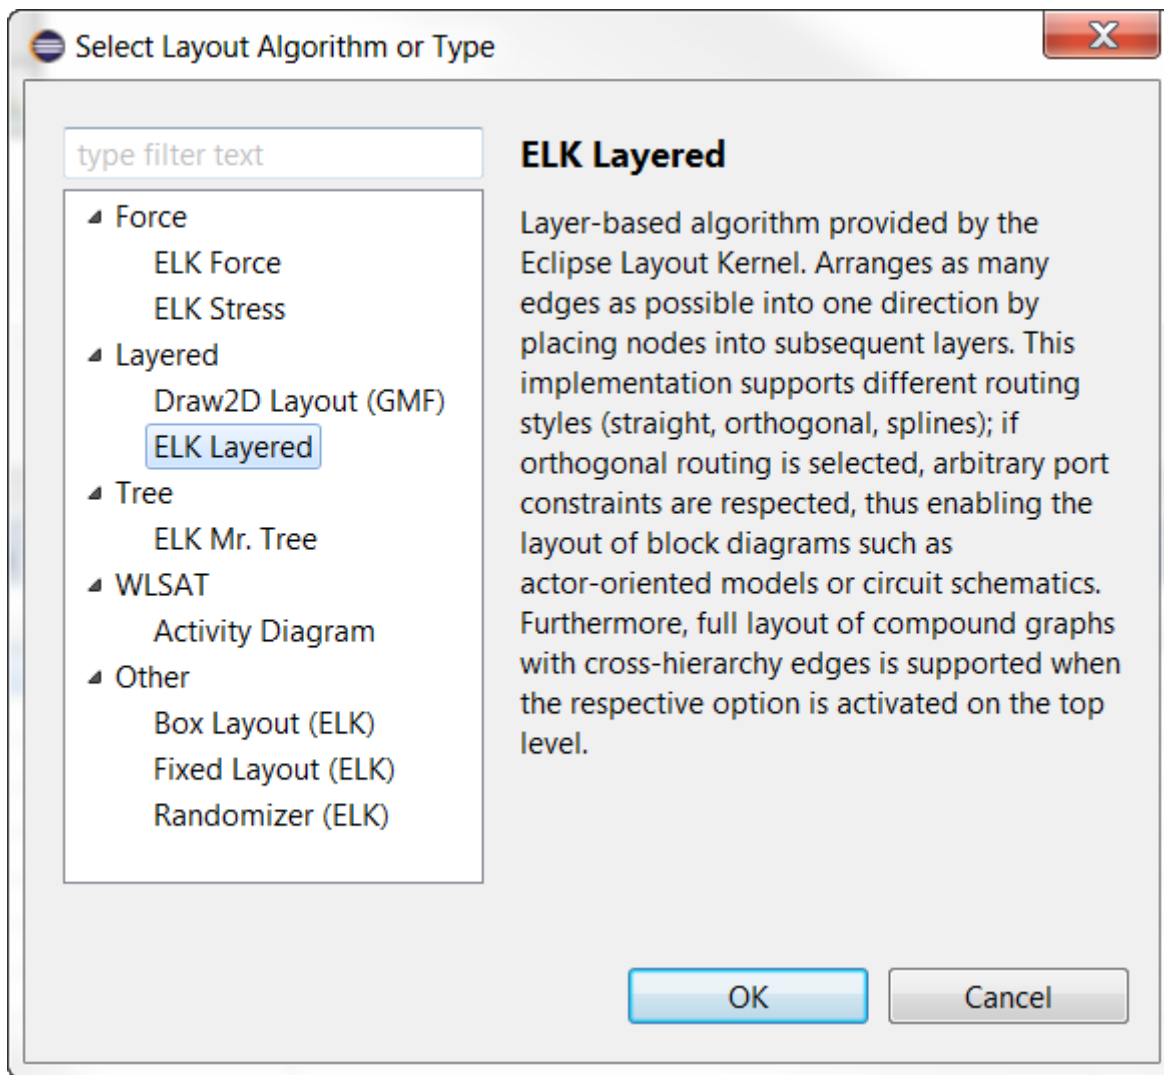 Select Layout Algorithm or Type
type filter text
Force
ELK Force
ELK Stress
Layered
Draw2D Layout (GMF)
ELK Layered
Tree
ELK Mr. Tree
WLSAT
Activity Diagram
Other
Box Layout (ELK)
Fixed Layout (ELK)
Randomizer (ELK)
ELK Layered
Layer-based algorithm provided by the
Eclipse Layout Kernel. Arranges as many
edges as possible into one direction by
placing nodes into subsequent layers. This
implementation supports different routing
styles (straight, orthogonal, splines); if
orthogonal routing is selected, arbitrary port
constraints are respected, thus enabling the
layout of block diagrams such as
actor-oriented models or circuit schematics.
Furthermore, full layout of compound graphs
with cross-hierarchy edges is supported when
the respective option is activated on the top
level.
OK
Cancel